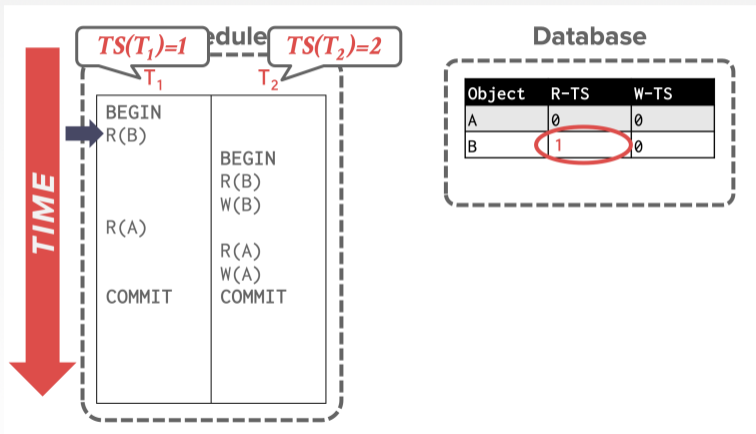 TS(T1)=1
edule
TS(T2)=2
Database
T1
T2
Object R-TS W-TS
A 0 0
B 1 0
BEGIN
R(B)
BEGIN
R(B)
W(B)
R(A)
R(A)
W(A)
COMMIT COMMIT
TIME